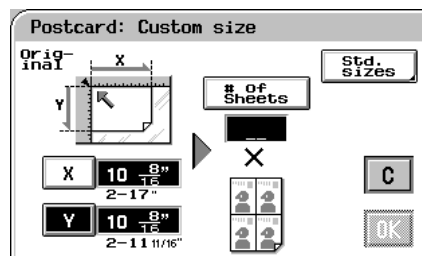 Postcard: Custom size
Orig-
inal
X
Y
# of
Sheets
Std.
sizes
X
10 8/16"
2-17"
Y
10 8/16"
2-11 11/16"
C
OK